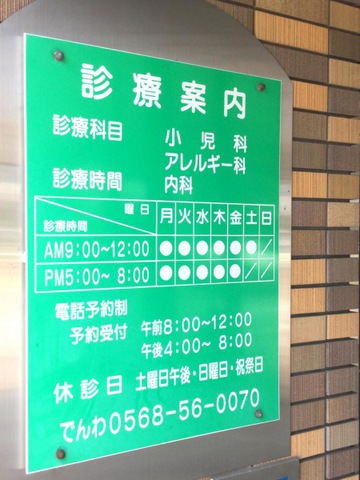 診療案内
診療科目 小児科
アレルギー科
診療時間 内科
曜日 月 火 水 木 金 土 日
診療時間
AM9:00~12:00 ● ● ● ● ● ● /
PM5:00~8:00 ● ● ● ● ● / /
電話予約制
予約受付 午前8:00~12:00
午後4:00~8:00
休診日 土曜日午後・日曜日・祝祭日
でんわ0568-56-0070